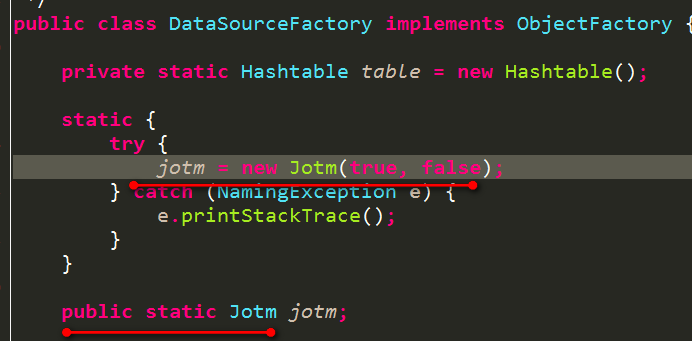 */
public class DataSourceFactory implements ObjectFactory {
private static Hashtable table = new Hashtable();
static {
try {
jotm = new Jotm(true, false);
} catch (NamingException e) {
e.printStackTrace();
}
}
public static Jotm jotm;